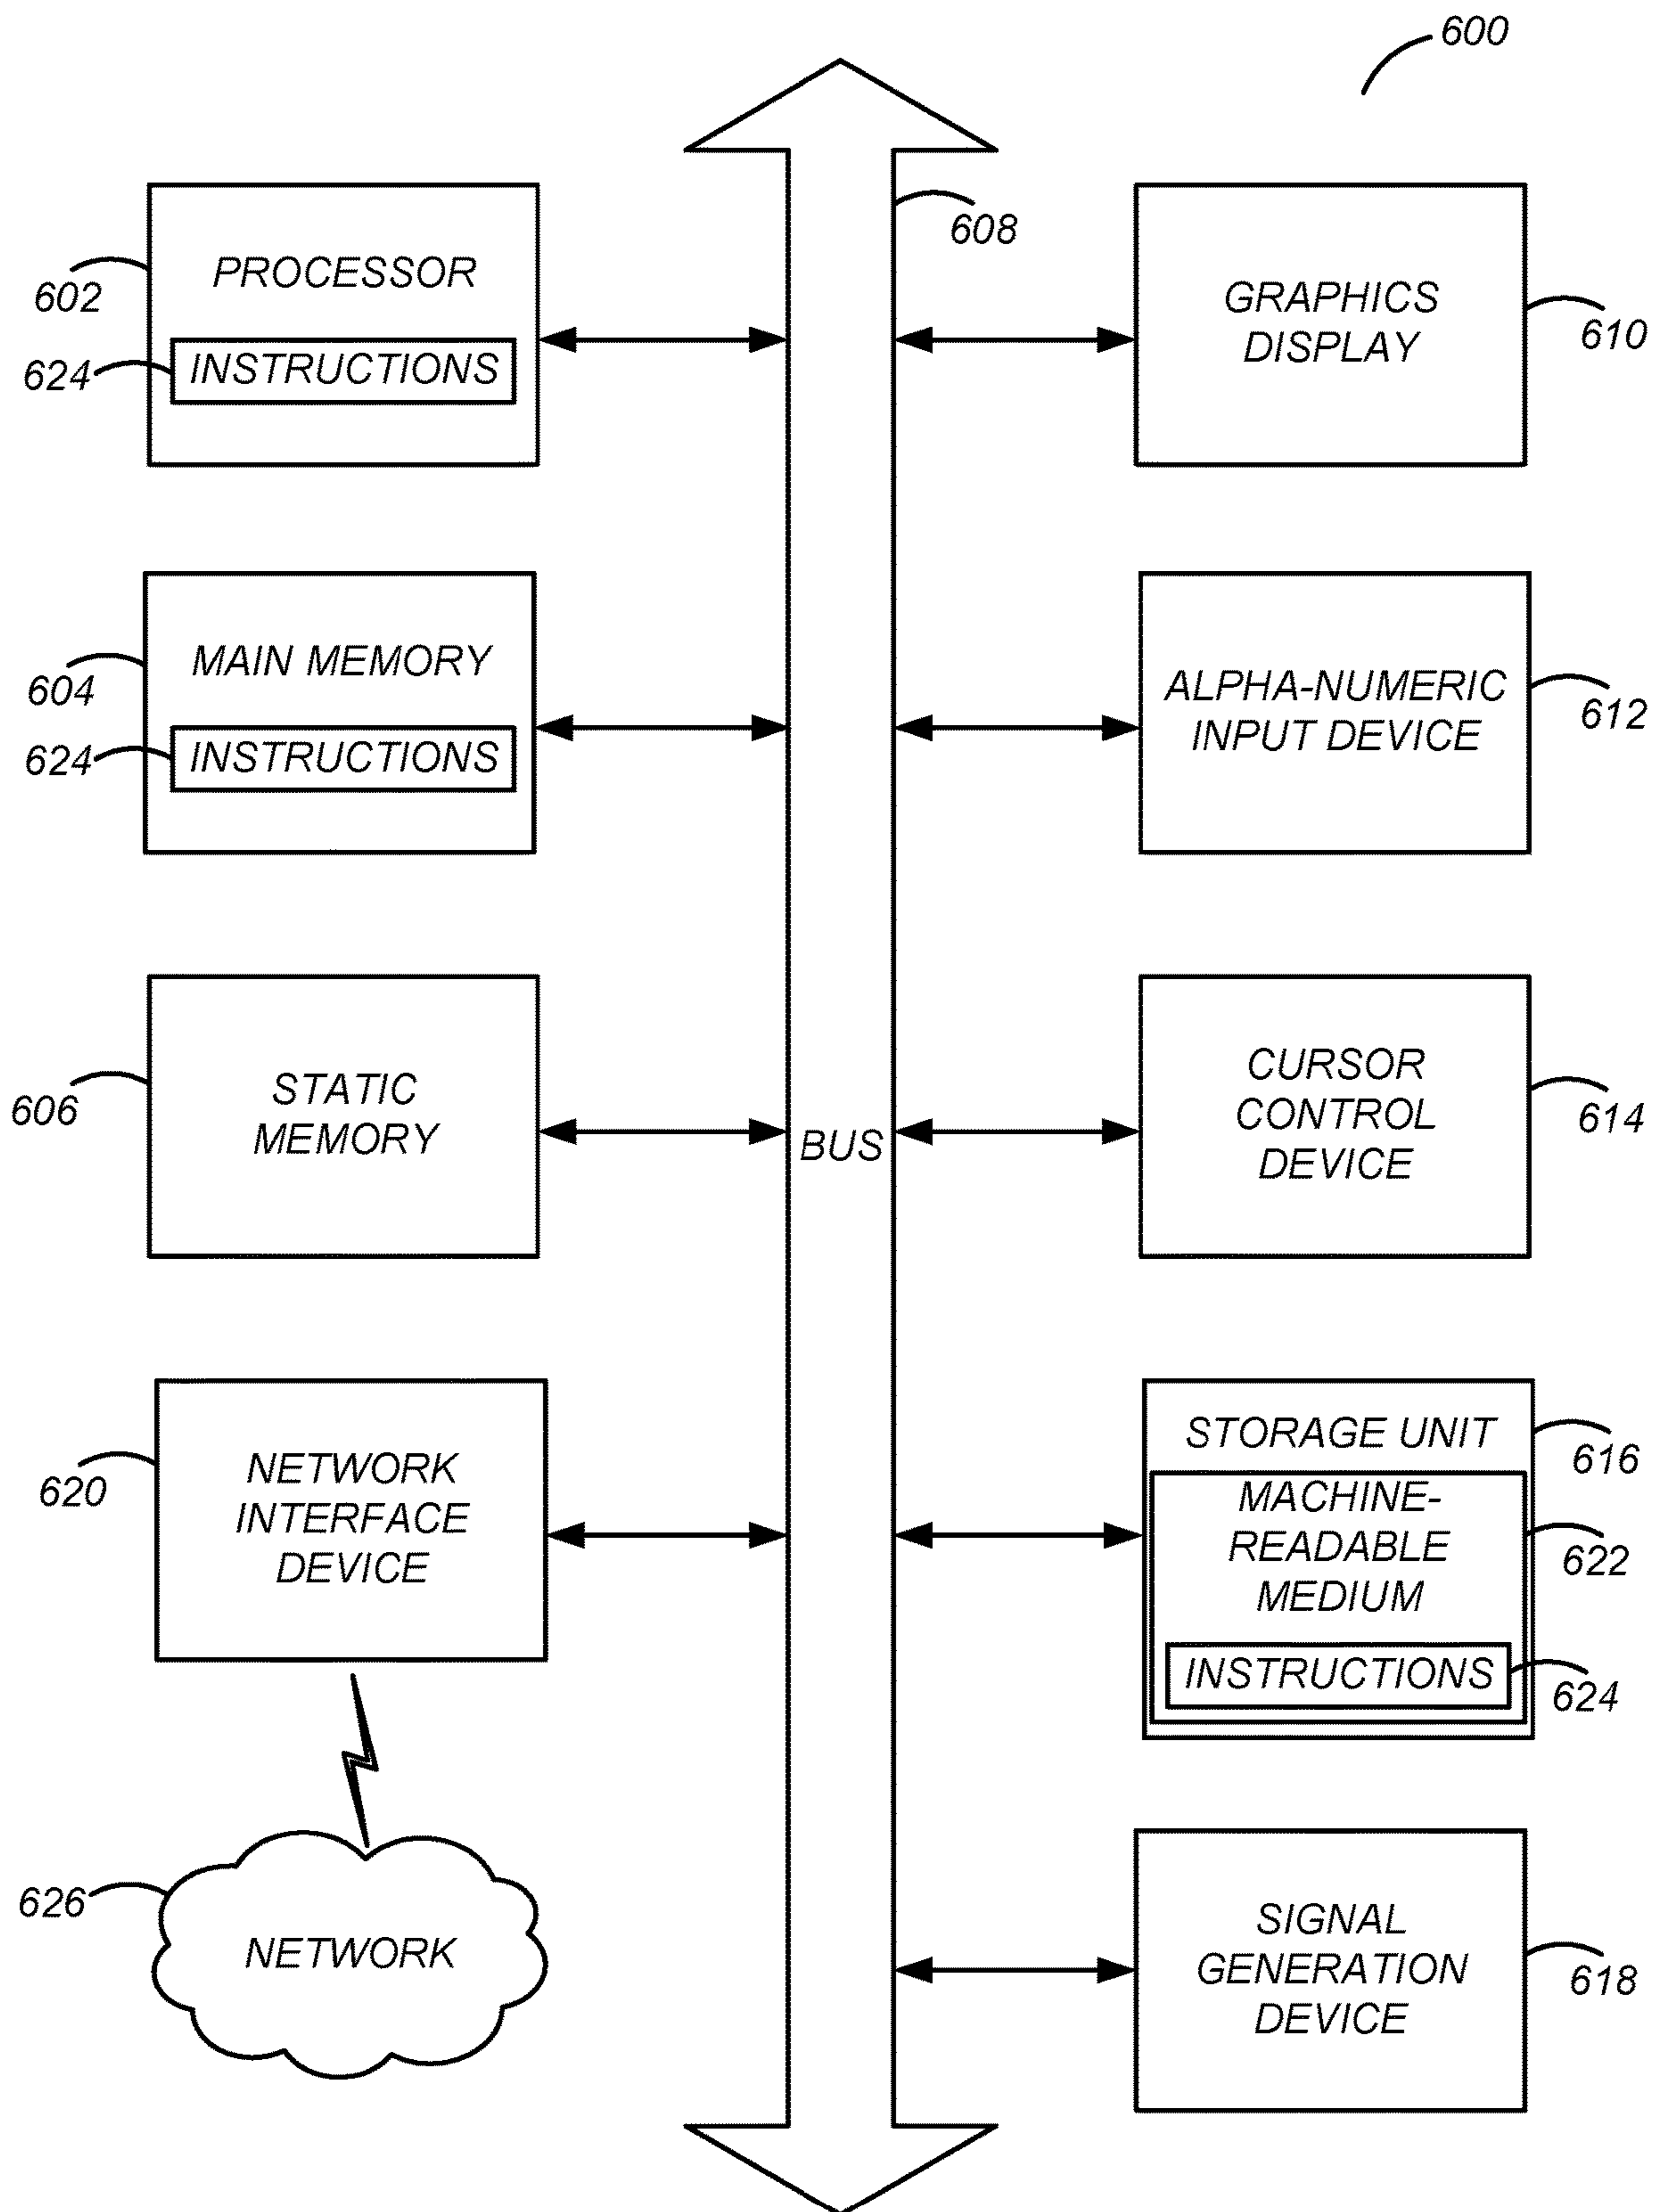 600
608
602
PROCESSOR
624
INSTRUCTIONS
GRAPHICS
DISPLAY
610
604
MAIN MEMORY
624
INSTRUCTIONS
ALPHA-NUMERIC
INPUT DEVICE
612
606
STATIC
MEMORY
BUS
CURSOR
CONTROL
DEVICE
614
620
NETWORK
INTERFACE
DEVICE
STORAGE UNIT
616
MACHINE-
READABLE
MEDIUM
622
INSTRUCTIONS
624
626
NETWORK
SIGNAL
GENERATION
DEVICE
618